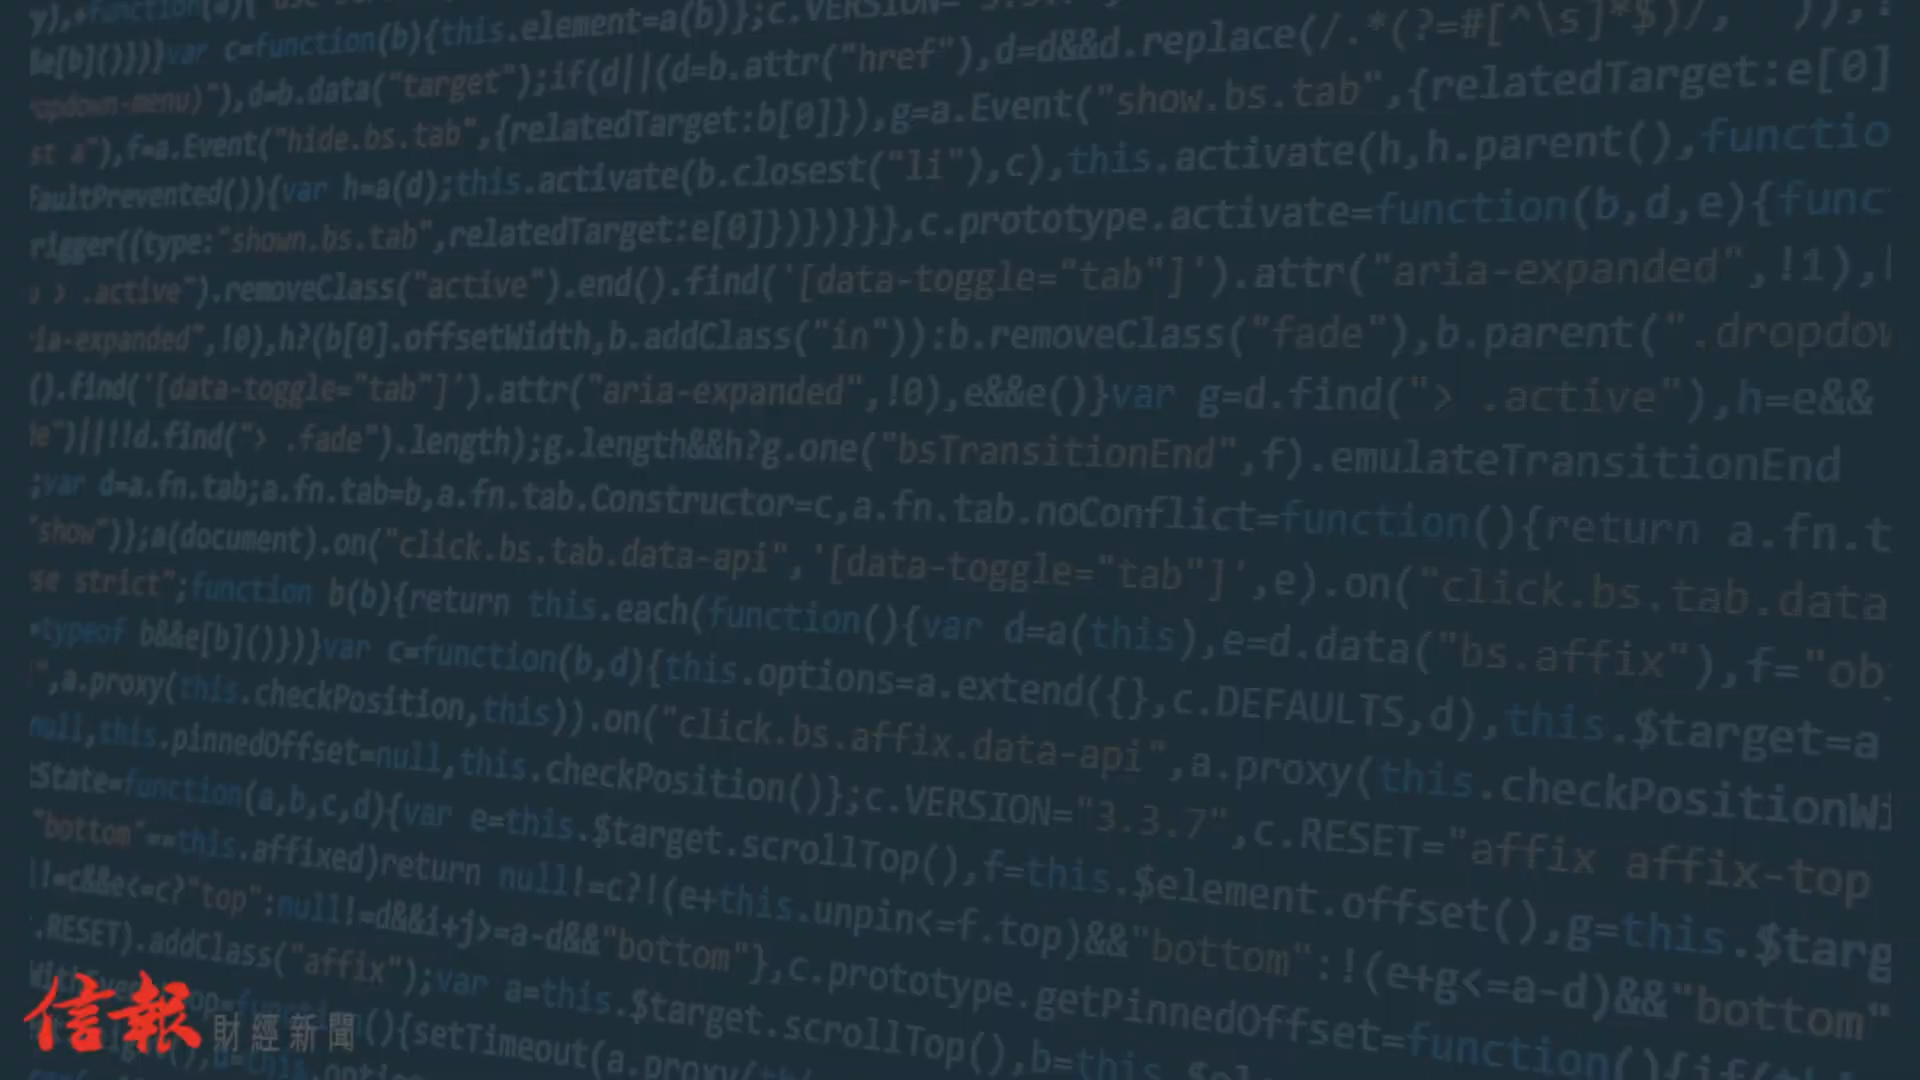 y),+function(a){"use strict";function
le[b]()})}var c=function(b){this.element=a(b)};c.VERSION=
opdown-menu)"),d=b.data("target");if(d||(d=b.attr("href"),d=d&&d.replace(/.*(?=#[^\s]*$)/,
st a"),f=a.Event("hide.bs.tab",{relatedTarget:b[0]}),g=a.Event("show.bs.tab",{relatedTarget:e[0]
faultPrevented()){var h=a(d);this.activate(b.closest("li"),c),this.activate(h,h.parent(),functio
rigger({type:"shown.bs.tab",relatedTarget:e[0]})})}}},c.prototype.activate=function(b,d,e){func
u > .active").removeClass("active").end().find('[data-toggle="tab"]').attr("aria-expanded",!1),
ia-expanded",!0),h?(b[0].offsetWidth,b.addClass("in")):b.removeClass("fade"),b.parent(".dropdow
().find('[data-toggle="tab"]').attr("aria-expanded",!0),e&&e()}var g=d.find("> .active"),h=e&&
de")||!!d.find("> .fade").length);g.length&&h?g.one("bsTransitionEnd",f).emulateTransitionEnd
;var d=a.fn.tab;a.fn.tab=b,a.fn.tab.Constructor=c,a.fn.tab.noConflict=function(){return a.fn.t
"show")};a(document).on("click.bs.tab.data-api",'[data-toggle="tab"]',e).on("click.bs.tab.data
se strict";function b(b){return this.each(function(){var d=a(this),e=d.data("bs.affix"),f="ob
=typeof b&&e[b]()})}var c=function(b,d){this.options=a.extend({},c.DEFAULTS,d),this.$target=a
",a.proxy(this.checkPosition,this)).on("click.bs.affix.data-api",a.proxy(this.checkPositionWi
null,this.pinnedOffset=null,this.checkPosition()};c.VERSION="3.3.7",c.RESET="affix affix-top
tState=function(a,b,c,d){var e=this.$target.scrollTop(),f=this.$element.offset(),g=this.$targ
"bottom"==this.affixed)return null!=c?!(e+this.unpin<=f.top)&&"bottom":!(e+g<=a-d)&&"bottom"
!=c&&e<=c?"top":null!=d&&i+j>=a-d&&"bottom"},c.prototype.getPinnedOffset=function(){if(thi
.RESET).addClass("affix");var a=this.$target.scrollTop(),b=this.$el
(){setTimeout(a.proxy(th
信報 財經新聞